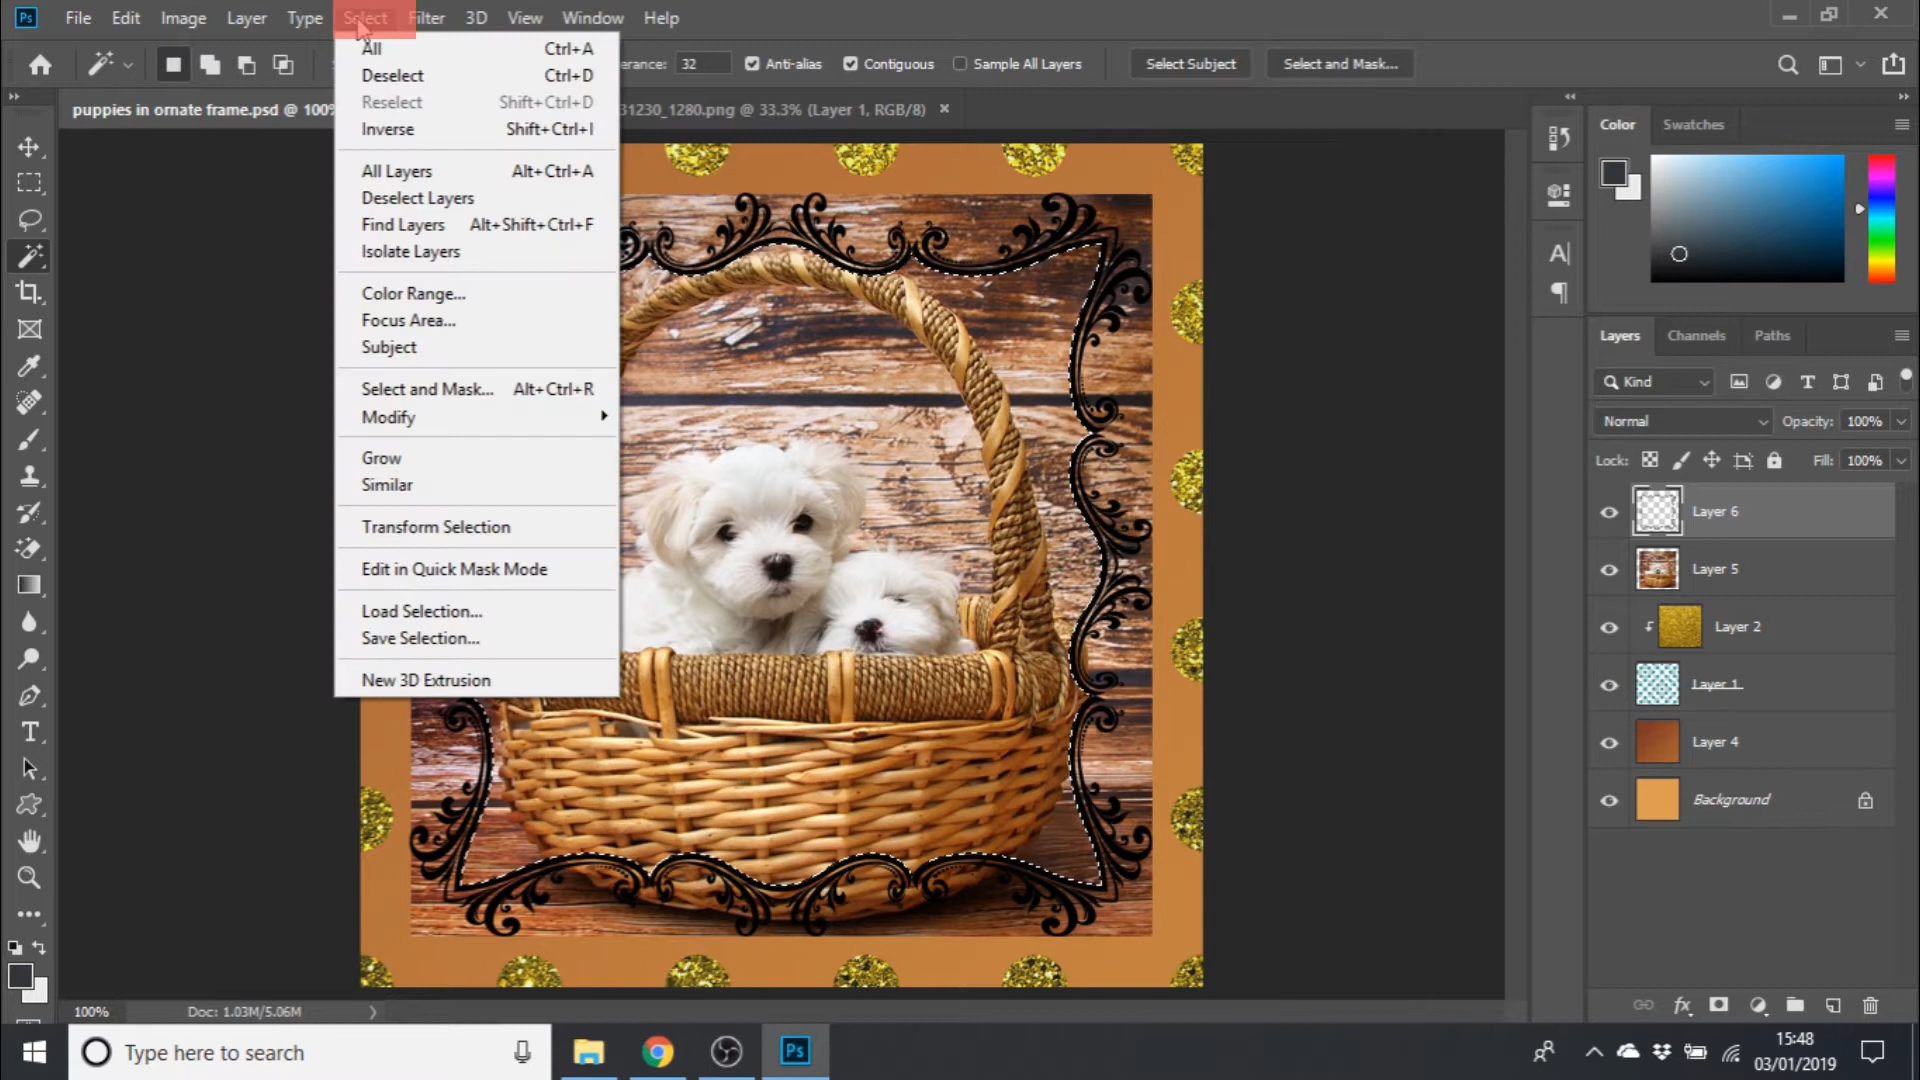 Ps File Edit Image Layer Type Select Filter 3D View Window Help
erance: 32 Anti-alias Contiguous Sample All Layers Select Subject Select and Mask...
puppies in ornate frame.psd @ 100% 31230_1280.png @ 33.3% (Layer 1, RGB/8) ×
All Ctrl+A
Deselect Ctrl+D
Reselect Shift+Ctrl+D
Inverse Shift+Ctrl+I
All Layers Alt+Ctrl+A
Deselect Layers
Find Layers Alt+Shift+Ctrl+F
Isolate Layers
Color Range...
Focus Area...
Subject
Select and Mask... Alt+Ctrl+R
Modify
Grow
Similar
Transform Selection
Edit in Quick Mask Mode
Load Selection...
Save Selection...
New 3D Extrusion
Color Swatches
Layers Channels Paths
Kind
Normal Opacity: 100%
Lock: Fill: 100%
Layer 6
Layer 5
Layer 2
Layer 1
Layer 4
Background
fx
100% Doc: 1.03M/5.06M
Type here to search
Ps
15:48
03/01/2019